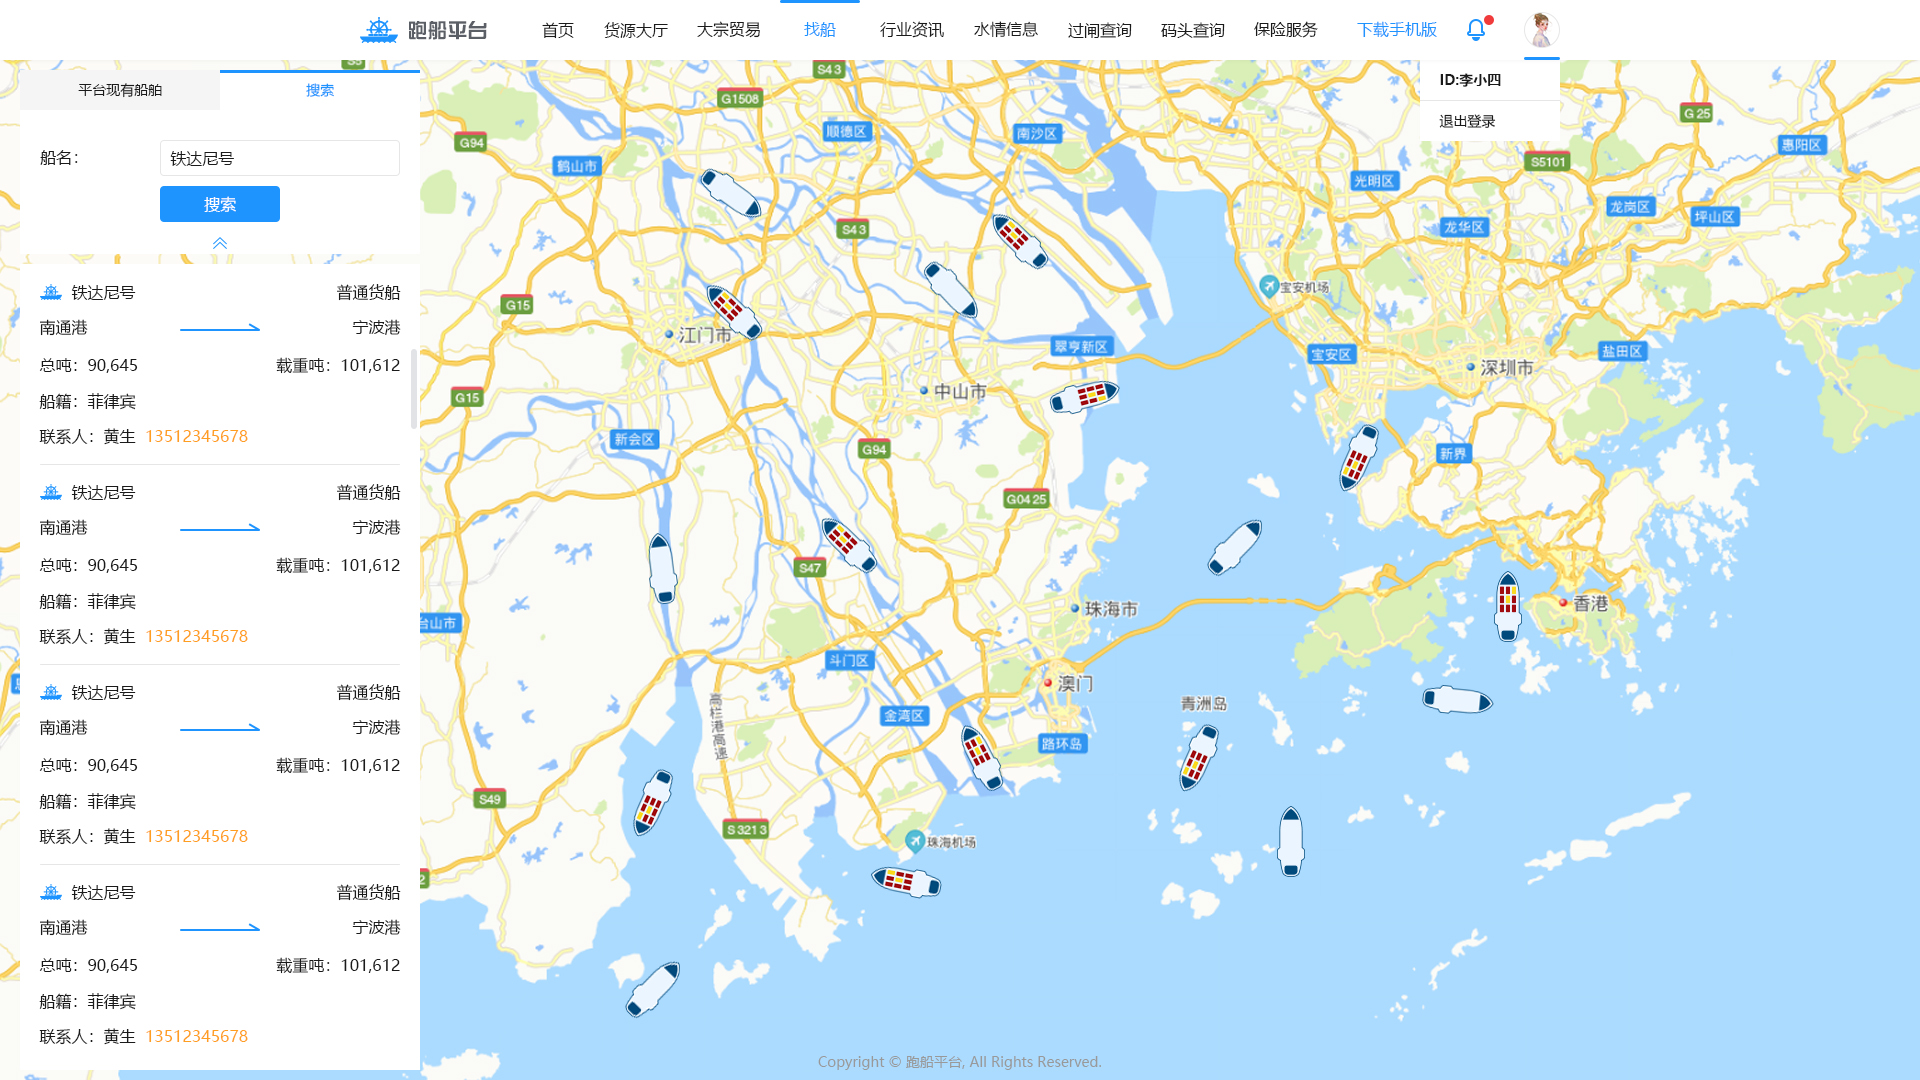 跑船平台
首页
货源大厅
大宗贸易
找船
行业资讯
水情信息
过闸查询
码头查询
保险服务
下载手机版
ID:李小四
退出登录
平台现有船舶
搜索
船名：
铁达尼号
搜索
铁达尼号 普通货船
南通港 宁波港
总吨：90,645 载重吨：101,612
船籍：菲律宾
联系人：黄生 13512345678
铁达尼号 普通货船
南通港 宁波港
总吨：90,645 载重吨：101,612
船籍：菲律宾
联系人：黄生 13512345678
铁达尼号 普通货船
南通港 宁波港
总吨：90,645 载重吨：101,612
船籍：菲律宾
联系人：黄生 13512345678
铁达尼号 普通货船
南通港 宁波港
总吨：90,645 载重吨：101,612
船籍：菲律宾
联系人：黄生 13512345678
S43
G1508
G94
顺德区
南沙区
鹤山市
G25
惠阳区
S5101
光明区
龙岗区
坪山区
龙华区
S43
宝安机场
G15
江门市
翠亨新区
宝安区
盐田区
深圳市
中山市
G15
新会区
G94
新界
G0425
S47
珠海市
香港
台山市
斗门区
澳门
青洲岛
金湾区
高栏港高速
路环岛
S49
S3213
珠海机场
Copyright © 跑船平台, All Rights Reserved.